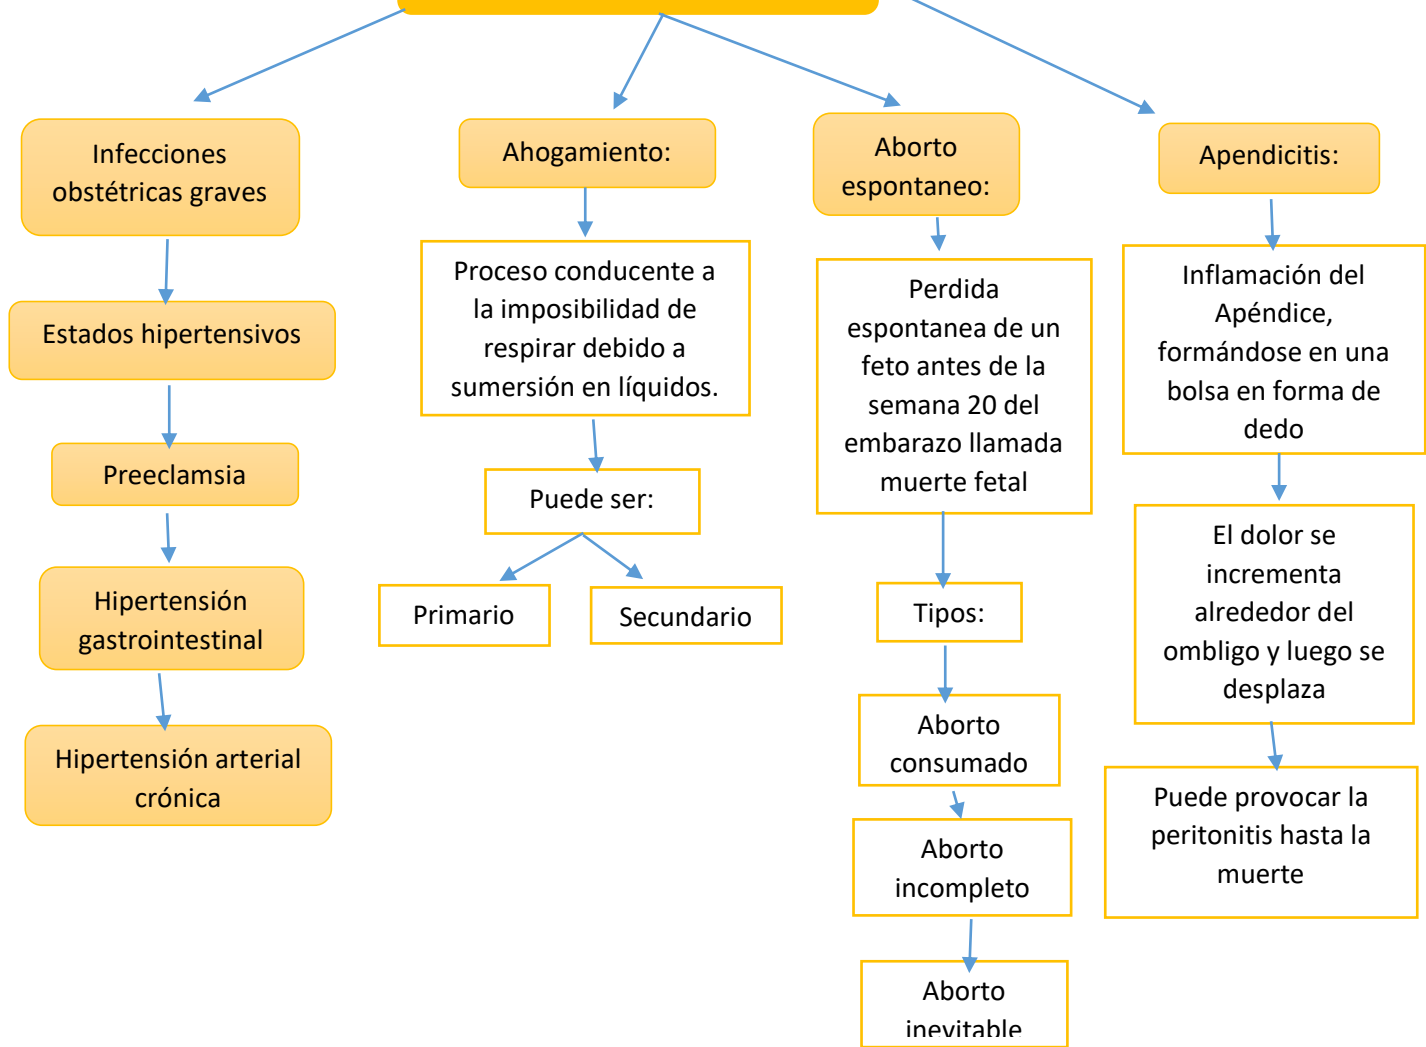 Infecciones
obstétricas graves
Estados hipertensivos
Preeclamsia
Hipertensión
gastrointestinal
Hipertensión arterial
crónica
Ahogamiento:
Proceso conducente a
la imposibilidad de
respirar debido a
sumersión en líquidos.
Puede ser:
Primario
Secundario
Aborto
espontaneo:
Perdida
espontanea de un
feto antes de la
semana 20 del
embarazo llamada
muerte fetal
Tipos:
Aborto
consumado
Aborto
incompleto
Aborto
inevitable
Apendicitis:
Inflamación del
Apéndice,
formándose en una
bolsa en forma de
dedo
El dolor se
incrementa
alrededor del
ombligo y luego se
desplaza
Puede provocar la
peritonitis hasta la
muerte